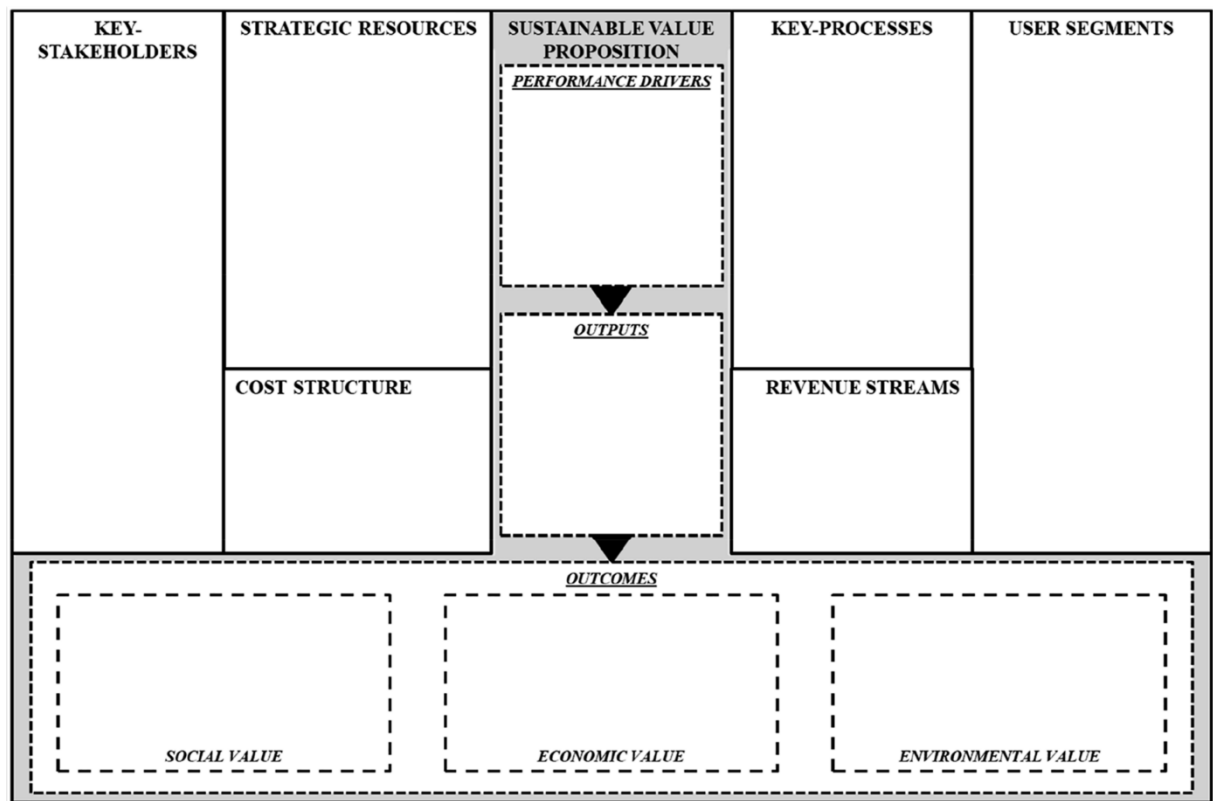 KEY-
STAKEHOLDERS
STRATEGIC RESOURCES
SUSTAINABLE VALUE
PROPOSITION
KEY-PROCESSES
USER SEGMENTS
PERFORMANCE DRIVERS
OUTPUTS
COST STRUCTURE
REVENUE STREAMS
OUTCOMES
SOCIAL VALUE
ECONOMIC VALUE
ENVIRONMENTAL VALUE